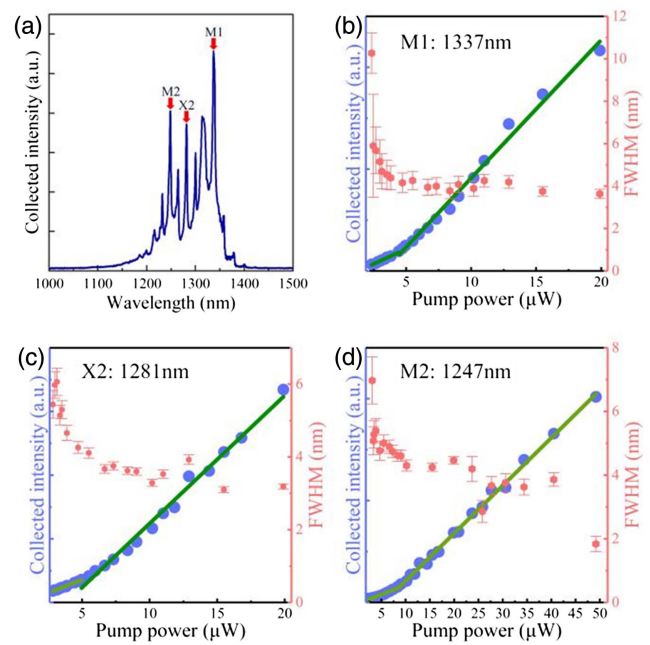 (a)
Collected intensity (a.u.)
M1
M2
X2
1000 1100 1200 1300 1400 1500
Wavelength (nm)
(b)
M1: 1337nm
Collected intensity (a.u.)
12
10
8
6
4
2
0
FWHM (nm)
5 10 15 20
Pump power (µW)
(c)
X2: 1281nm
Collected intensity (a.u.)
6
4
2
0
FWHM (nm)
5 10 15 20
Pump power (µW)
(d)
M2: 1247nm
Collected intensity (a.u.)
8
6
4
2
0
FWHM (nm)
5 10 15 20 25 30 35 40 45 50
Pump power (µW)